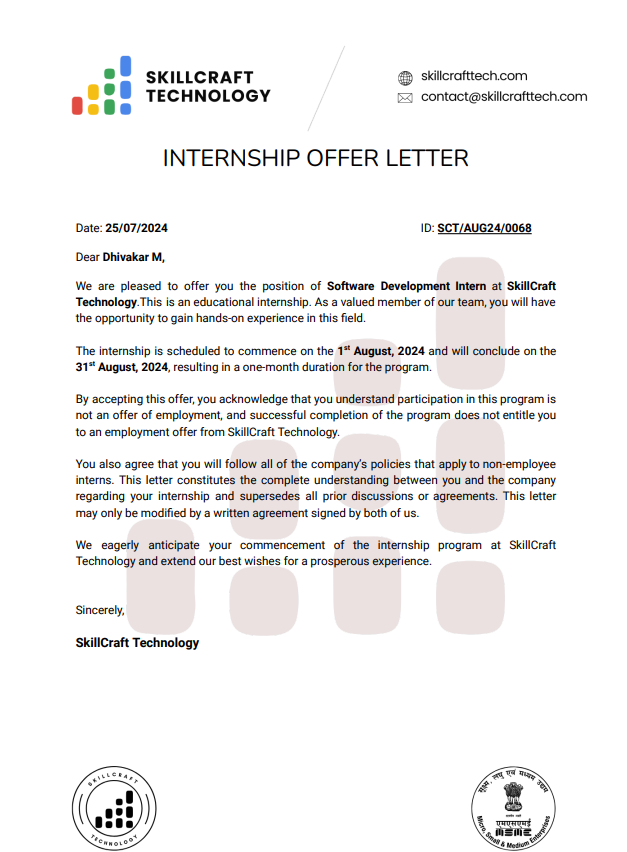 SKILLCRAFT
TECHNOLOGY
skillcrafttech.com
contact@skillcrafttech.com
INTERNSHIP OFFER LETTER
Date: 25/07/2024
ID: SCT/AUG24/0068
Dear Dhivakar M,
We are pleased to offer you the position of Software Development Intern at SkillCraft
Technology.This is an educational internship. As a valued member of our team, you will have
the opportunity to gain hands-on experience in this field.
The internship is scheduled to commence on the 1st August, 2024 and will conclude on the
31st August, 2024, resulting in a one-month duration for the program.
By accepting this offer, you acknowledge that you understand participation in this program is
not an offer of employment, and successful completion of the program does not entitle you
to an employment offer from SkillCraft Technology.
You also agree that you will follow all of the company’s policies that apply to non-employee
interns. This letter constitutes the complete understanding between you and the company
regarding your internship and supersedes all prior discussions or agreements. This letter
may only be modified by a written agreement signed by both of us.
We eagerly anticipate your commencement of the internship program at SkillCraft
Technology and extend our best wishes for a prosperous experience.
Sincerely,
SkillCraft Technology
SKILLCRAFT
TECHNOLOGY
सूक्ष्म, लघु एवं मध्यम उद्यम
एमएसएमई
MSME
Micro, Small & Medium Enterprises